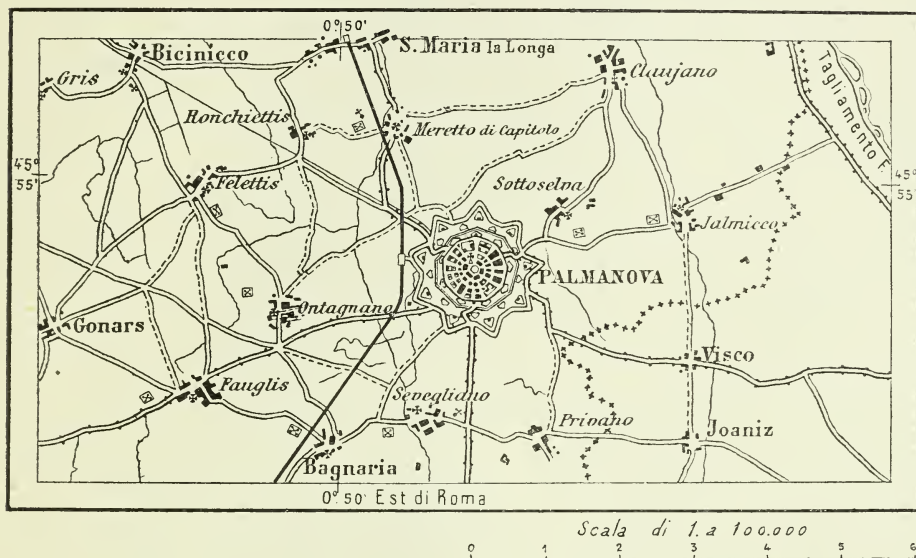 0° 50'
Bicinicco
S. Maria la Longa
Gris
Claujano
Tagliamento F.
Ronchiettis
Meretto di Capitolo
45°
55'
45°
55'
Felettis
Sottoselva
Jalmicco
PALMANOVA
Ontagnano
Gonars
Visco
Fauglis
Sevegliano
Privano
Joaniz
Bagnaria
0° 50' Est di Roma
Scala di 1. a 100.000
0 1 2 3 4 5 6